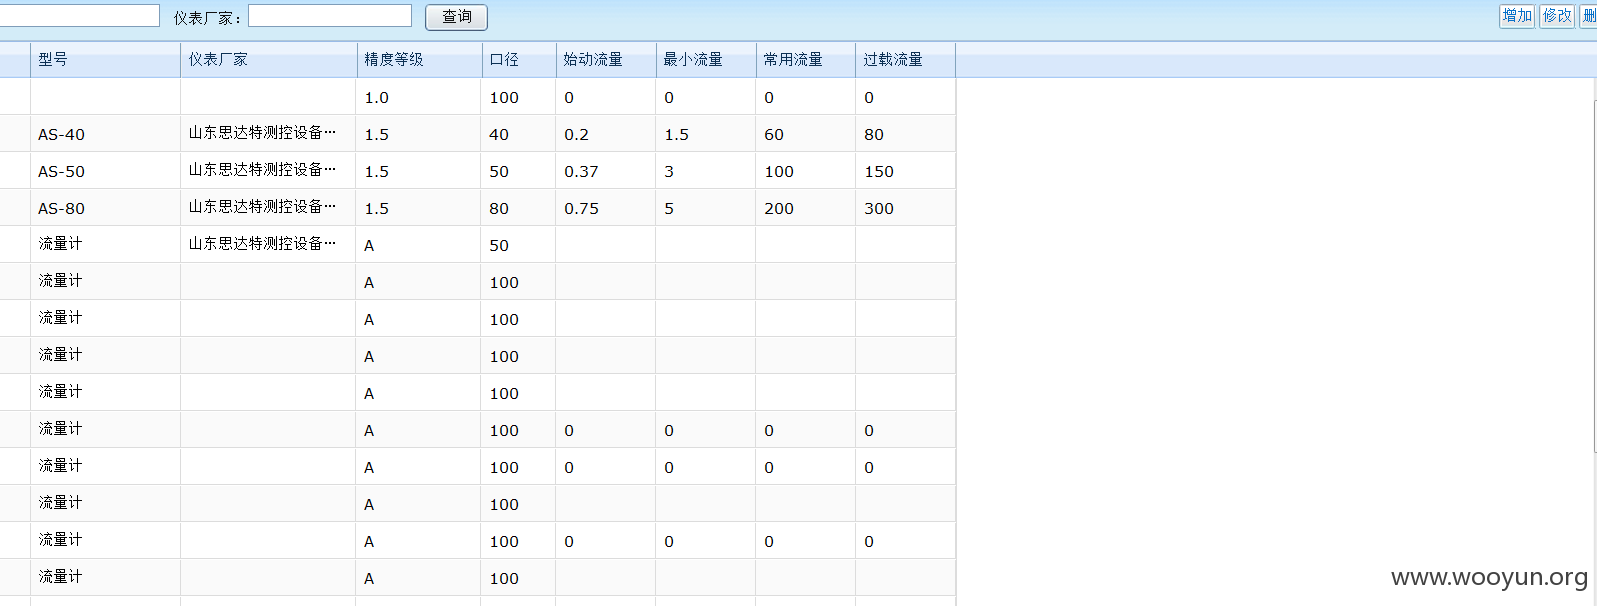 仪表厂家： 查询 增加 修改 删
型号 仪表厂家 精度等级 口径 始动流量 最小流量 常用流量 过载流量
1.0 100 0 0 0 0
AS-40 山东思达特测控设备… 1.5 40 0.2 1.5 60 80
AS-50 山东思达特测控设备… 1.5 50 0.37 3 100 150
AS-80 山东思达特测控设备… 1.5 80 0.75 5 200 300
流量计 山东思达特测控设备… A 50
流量计 A 100
流量计 A 100
流量计 A 100
流量计 A 100
流量计 A 100 0 0 0 0
流量计 A 100 0 0 0 0
流量计 A 100
流量计 A 100 0 0 0 0
流量计 A 100
www.wooyun.org